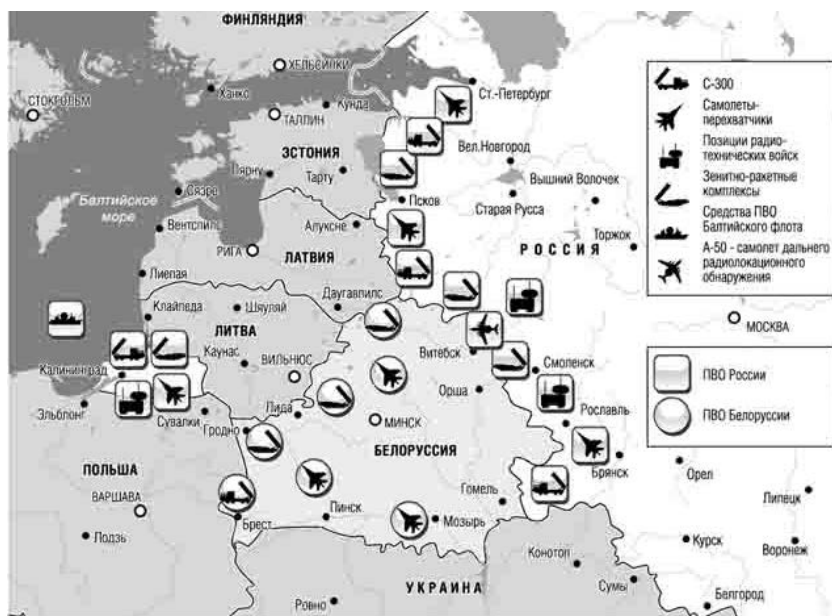 ФИНЛЯНДИЯ
ХЕЛЬСИНКИ
Ханко
СТОКГОЛЬМ
ТАЛЛИН
Кунда
Ст.-Петербург
ЭСТОНИЯ
Вел.Новгород
Пярну
Тарту
Вышний Волочек
Сяэре
Псков
Старая Русса
Балтийское
море
Вентспилс
Алуксне
РОССИЯ
Торжок
РИГА
ЛАТВИЯ
Лиепая
Клайпеда
Шяуляй
Даугавпилс
МОСКВА
ЛИТВА
Калининград
Каунас
ВИЛЬНЮС
Витебск
Смоленск
Эльблонг
Орша
Сувалки
Лида
МИНСК
Рославль
Гродно
БЕЛОРУССИЯ
ПОЛЬША
Брянск
Орел
ВАРШАВА
Гомель
Липецк
Пинск
Мозырь
Брест
Лодзь
Конотоп
Курск
Воронеж
УКРАИНА
Сумы
Ровно
Белгород
С-300
Самолеты-
перехватчики
Позиции радио-
технических войск
Зенитно-ракетные
комплексы
Средства ПВО
Балтийского флота
А-50 - самолет дальнего
радиолокационного
обнаружения
ПВО России
ПВО Белоруссии